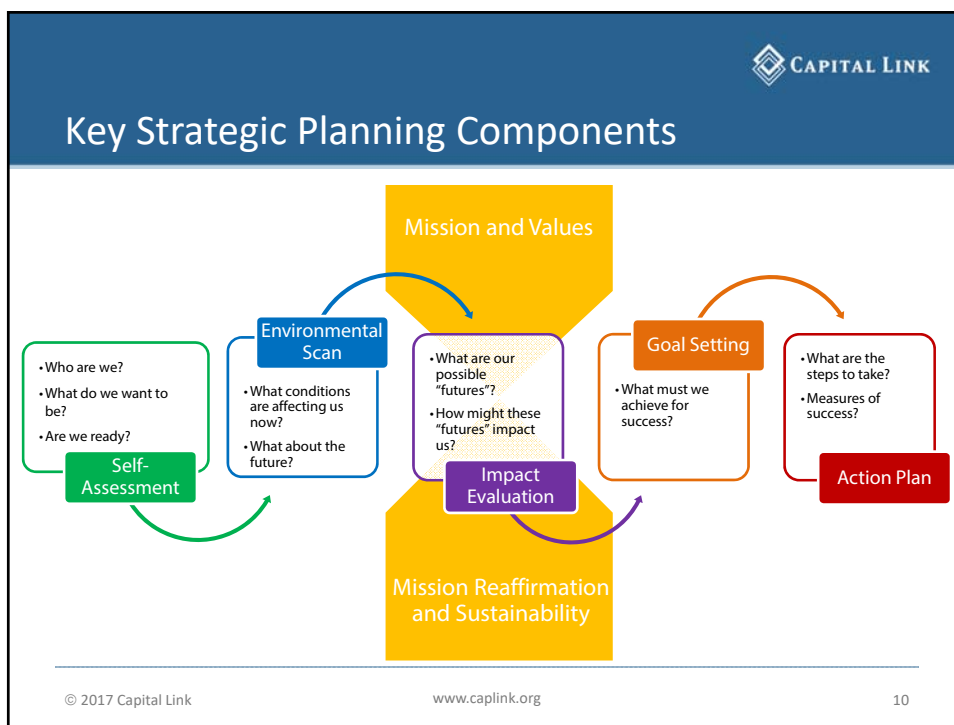 CAPITAL LINK
Key Strategic Planning Components
Mission and Values
• Who are we?
• What do we want to
be?
• Are we ready?
Self-
Assessment
Environmental
Scan
• What conditions
are affecting us
now?
• What about the
future?
• What are our
possible
“futures”?
• How might these
“futures” impact
us?
Impact
Evaluation
Goal Setting
• What must we
achieve for
success?
• What are the
steps to take?
• Measures of
success?
Action Plan
Mission Reaffirmation
and Sustainability
© 2017 Capital Link
www.caplink.org
10